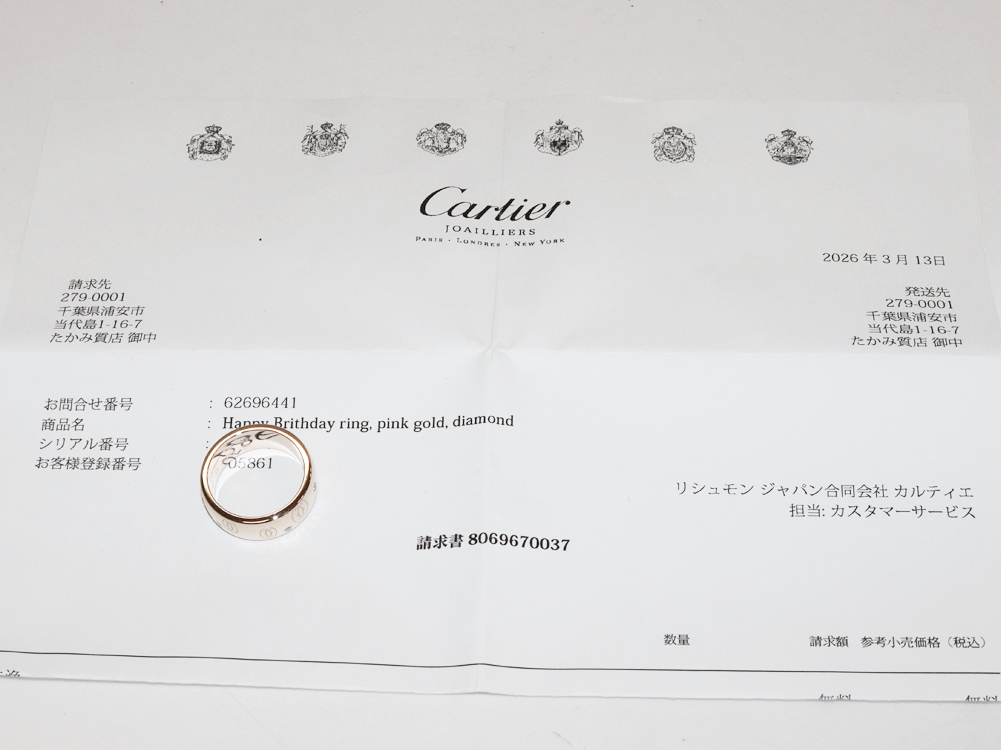 Cartier
JOAILLIERS
PARIS - LONDRES - NEW YORK
2026 年 3 月 13日
請求先
279-0001
千葉県浦安市
当代島1-16-7
たかみ質店 御中
発送先
279-0001
千葉県浦安市
当代島1-16-7
たかみ質店 御中
お問合せ番号 : 62696441
商品名 : Happy Brithday ring, pink gold, diamond
シリアル番号 :
お客様登録番号 05861
リシュモン ジャパン合同会社 カルティエ
担当: カスタマーサービス
請求書 8069670037
数量 請求額 参考小売価格（税込）